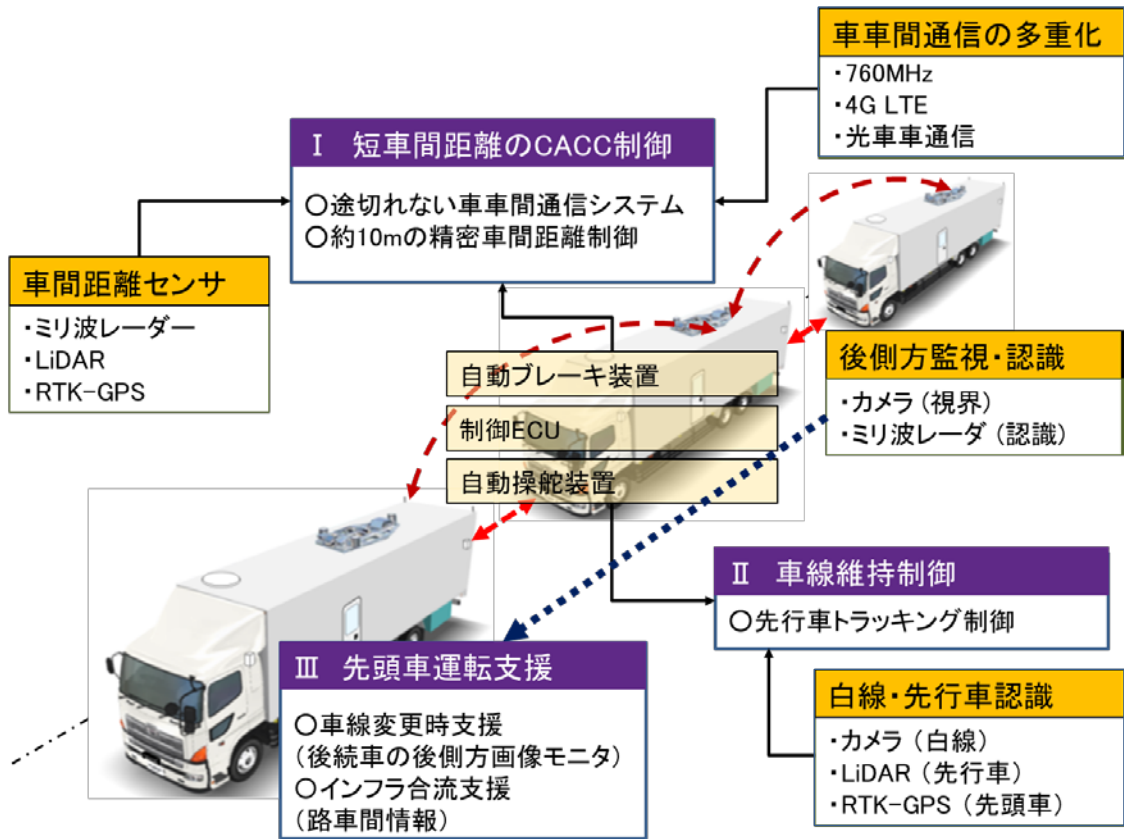 車車間通信の多重化
・760MHz
・4G LTE
・光車車通信
Ⅰ 短車間距離のCACC制御
○途切れない車車間通信システム
○約10mの精密車間距離制御
車間距離センサ
・ミリ波レーダー
・LiDAR
・RTK-GPS
自動ブレーキ装置
制御ECU
自動操舵装置
後側方監視・認識
・カメラ（視界）
・ミリ波レーダ（認識）
Ⅱ 車線維持制御
○先行車トラッキング制御
Ⅲ 先頭車運転支援
○車線変更時支援
(後続車の後側方画像モニタ)
○インフラ合流支援
(路車間情報)
白線・先行車認識
・カメラ（白線）
・LiDAR（先行車）
・RTK-GPS（先頭車）